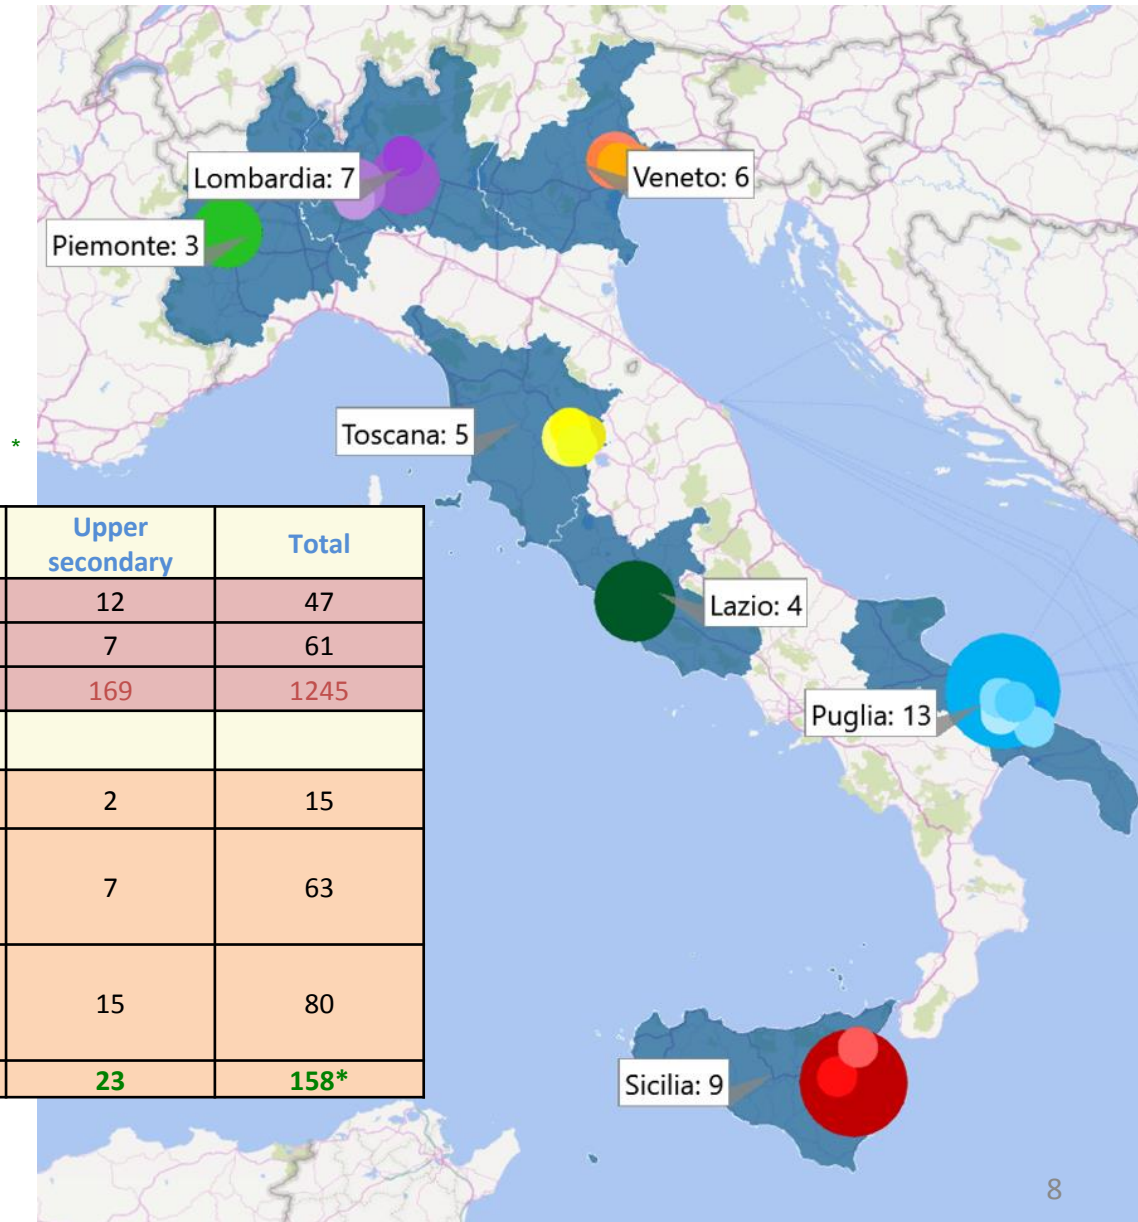 Lombardia: 7
Veneto: 6
Piemonte: 3
Toscana: 5
*
Upper
secondary
Total
12 47
7 61
169 1245
2 15
7 63
15 80
23 158*
Lazio: 4
Puglia: 13
Sicilia: 9
8